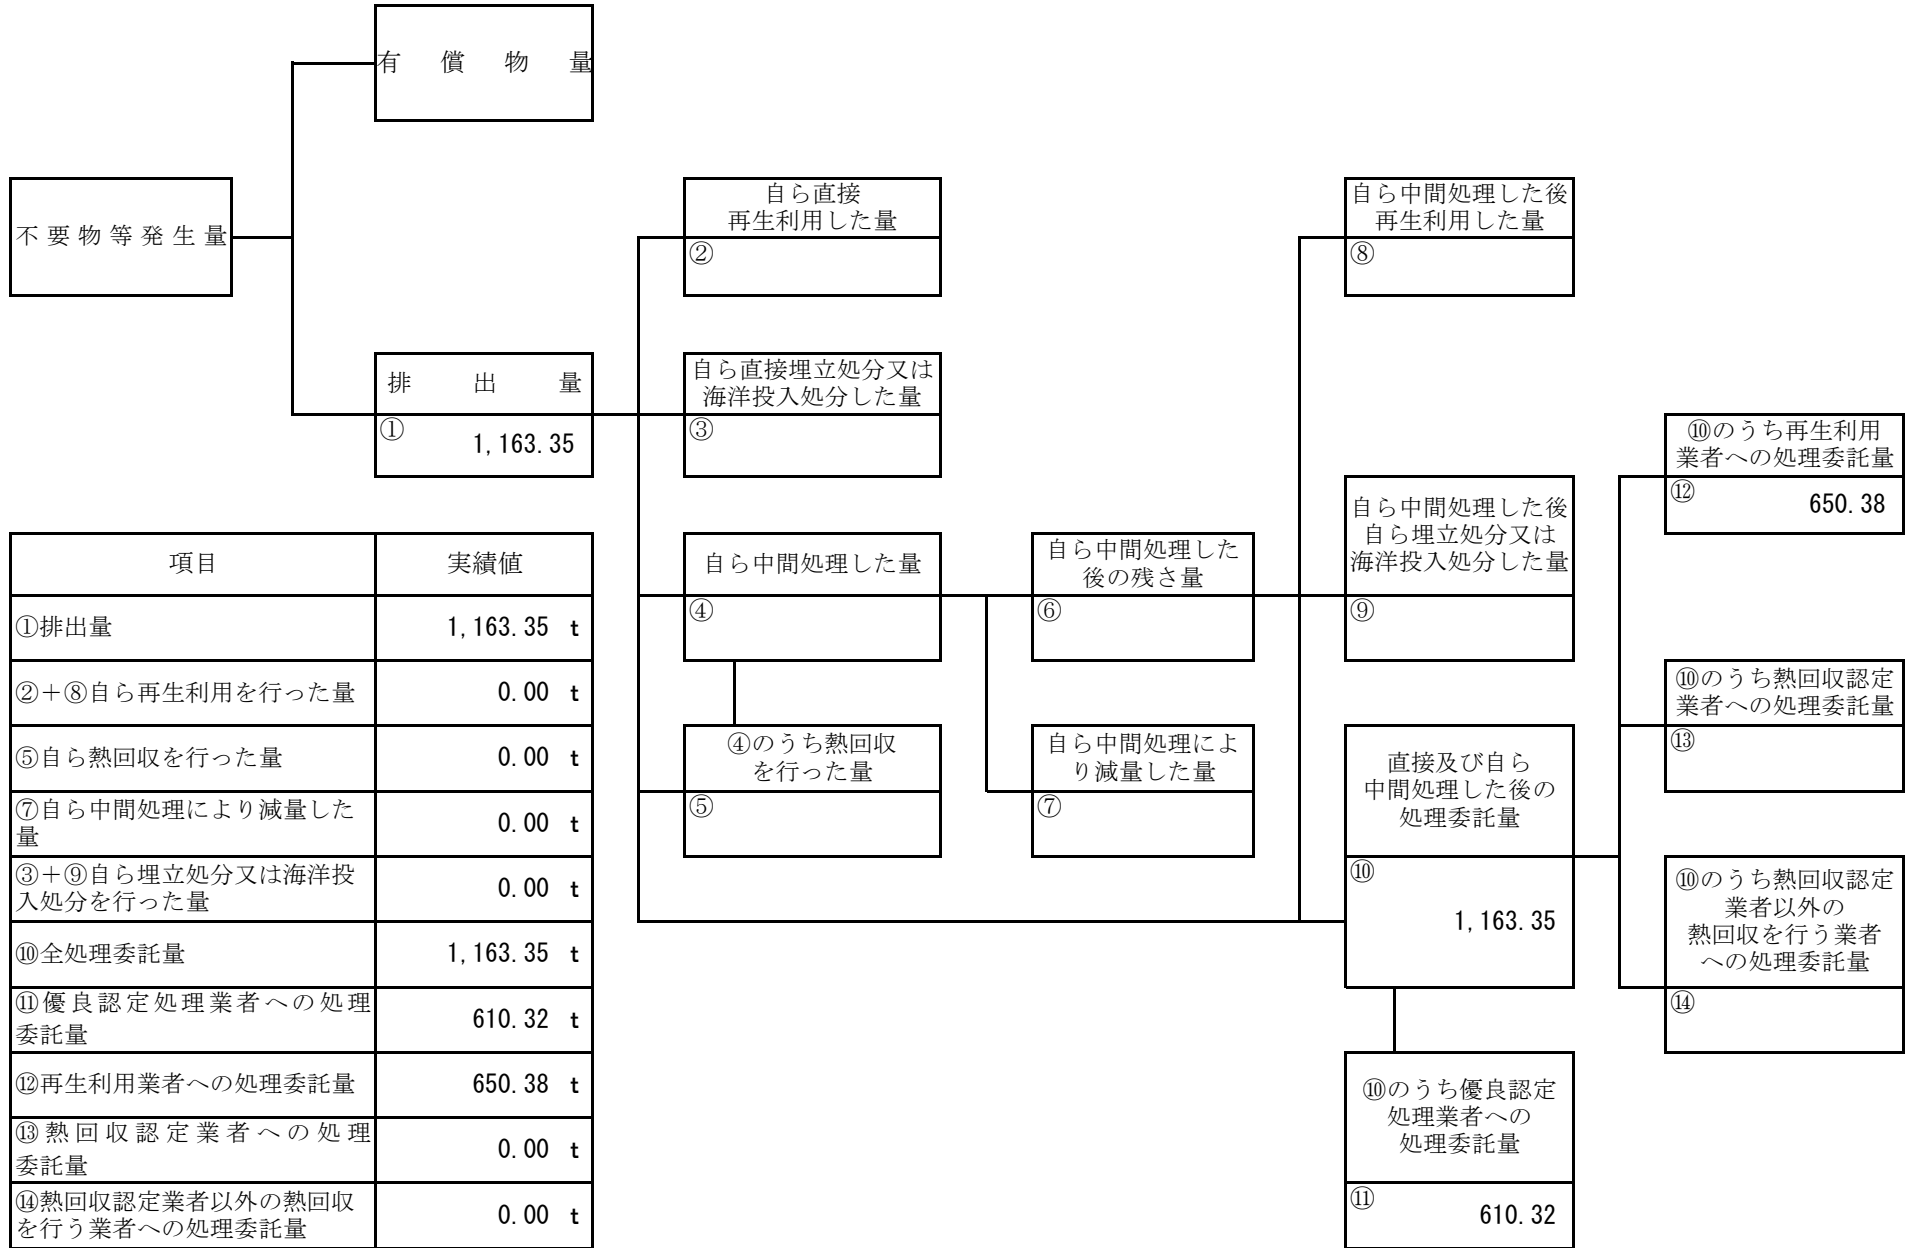 有償物量
不要物等発生量
排出量
①
1,163.35
自ら直接
再生利用した量
②
自ら直接埋立処分又は
海洋投入処分した量
③
自ら中間処理した量
④
④のうち熱回収
を行った量
⑤
自ら中間処理した
後の残さ量
⑥
自ら中間処理によ
り減量した量
⑦
自ら中間処理した後
再生利用した量
⑧
自ら中間処理した後
自ら埋立処分又は
海洋投入処分した量
⑨
直接及び自ら
中間処理した後の
処理委託量
⑩
1,163.35
⑩のうち優良認定
処理業者への
処理委託量
⑪
610.32
⑩のうち再生利用
業者への処理委託量
⑫
650.38
⑩のうち熱回収認定
業者への処理委託量
⑬
⑩のうち熱回収認定
業者以外の
熱回収を行う業者
への処理委託量
⑭
項目 実績値
①排出量 1,163.35 t
②+⑧自ら再生利用を行った量 0.00 t
⑤自ら熱回収を行った量 0.00 t
⑦自ら中間処理により減量した
量 0.00 t
③+⑨自ら埋立処分又は海洋投
入処分を行った量 0.00 t
⑩全処理委託量 1,163.35 t
⑪優良認定処理業者への処理
委託量 610.32 t
⑫再生利用業者への処理委託量 650.38 t
⑬熱回収認定業者への処理
委託量 0.00 t
⑭熱回収認定業者以外の熱回収
を行う業者への処理委託量 0.00 t